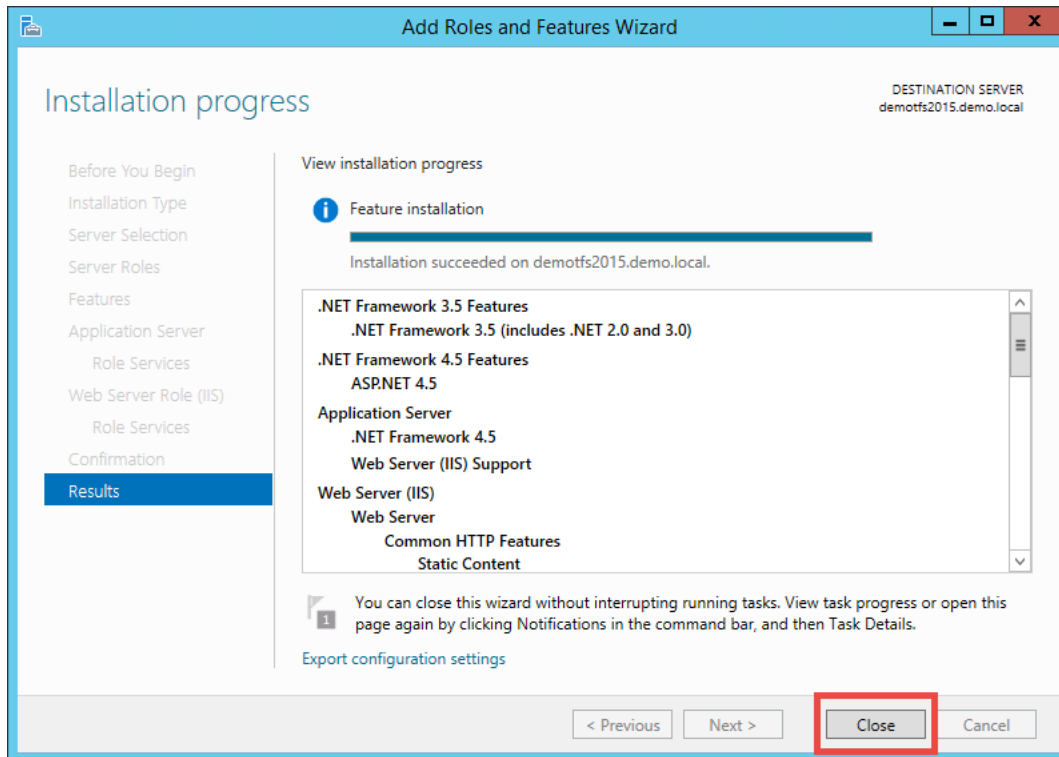 Add Roles and Features Wizard
x
Installation progress
DESTINATION SERVER
demotfs2015.demo.local
Before You Begin
Installation Type
Server Selection
Server Roles
Features
Application Server
Role Services
Web Server Role (IIS)
Role Services
Confirmation
Results
View installation progress
i Feature installation
Installation succeeded on demotfs2015.demo.local.
.NET Framework 3.5 Features
.NET Framework 3.5 (includes .NET 2.0 and 3.0)
.NET Framework 4.5 Features
ASP.NET 4.5
Application Server
.NET Framework 4.5
Web Server (IIS) Support
Web Server (IIS)
Web Server
Common HTTP Features
Static Content
1
You can close this wizard without interrupting running tasks. View task progress or open this
page again by clicking Notifications in the command bar, and then Task Details.
Export configuration settings
< Previous
Next >
Close
Cancel